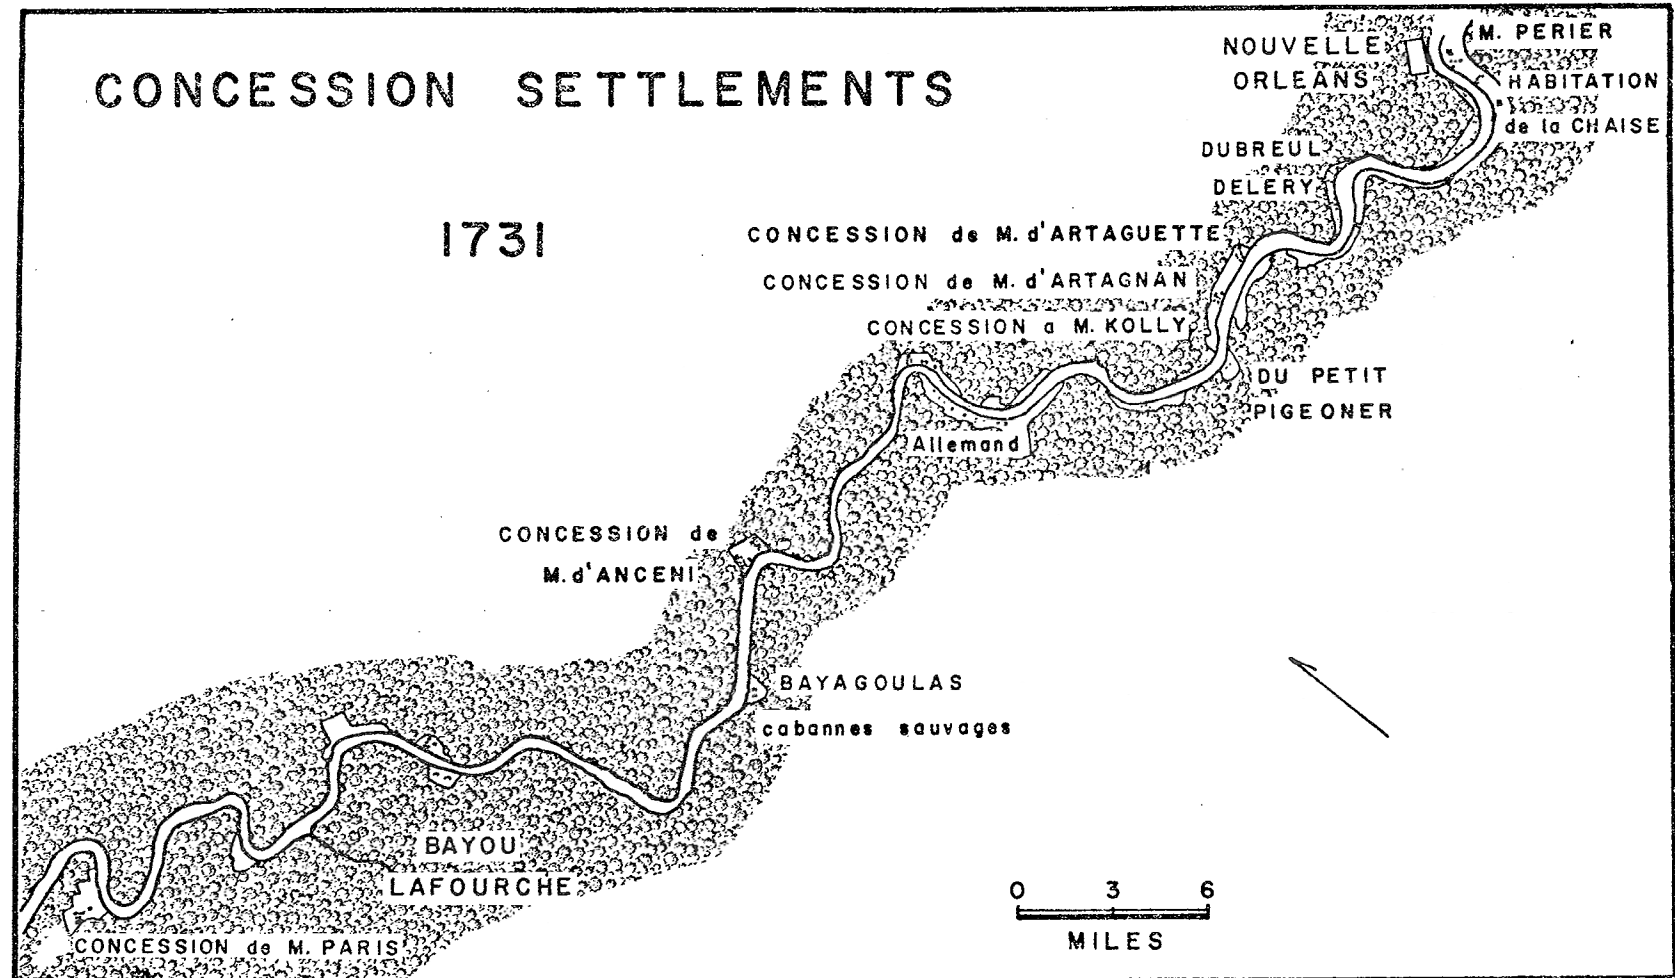 CONCESSION SETTLEMENTS
1731
NOUVELLE
ORLEANS
M. PERIER
HABITATION
de la CHAISE
DUBREUL
DELERY
CONCESSION de M. d'ARTAGUETTE
CONCESSION de M. d'ARTAGNAN
CONCESSION a M. KOLLY
DU PETIT
PIGEONER
Allemand
CONCESSION de
M. d'ANCENI
BAYAGOULAS
cabannes sauvages
BAYOU
LAFOURCHE
CONCESSION de M. PARIS
0 3 6
MILES